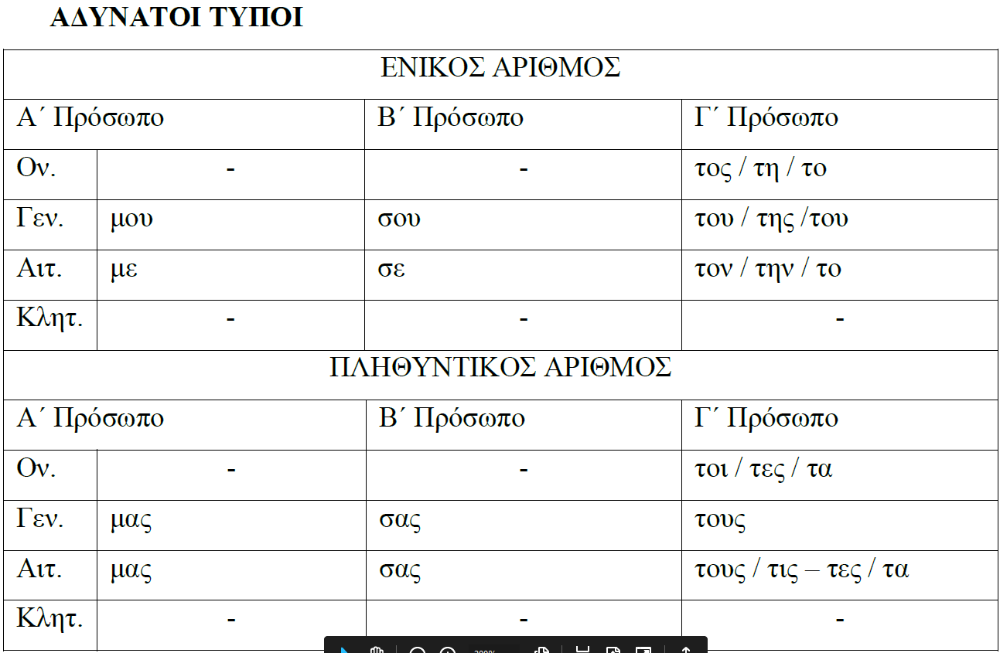 ΑΔΥΝΑΤΟΙ ΤΥΠΟΙ
ΕΝΙΚΟΣ ΑΡΙΘΜΟΣ
Α΄ Πρόσωπο Β΄ Πρόσωπο Γ΄ Πρόσωπο
Ον. - - τος / τη / το
Γεν. μου σου του / της /του
Αιτ. με σε τον / την / το
Κλητ. - - -
ΠΛΗΘΥΝΤΙΚΟΣ ΑΡΙΘΜΟΣ
Α΄ Πρόσωπο Β΄ Πρόσωπο Γ΄ Πρόσωπο
Ον. - - τοι / τες / τα
Γεν. μας σας τους
Αιτ. μας σας τους / τις – τες / τα
Κλητ. - - -